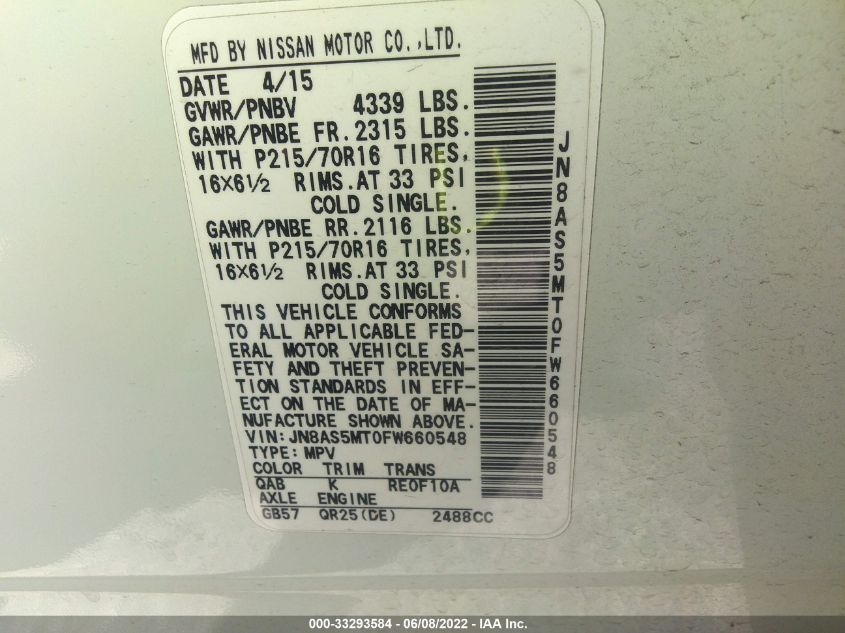 MFD BY NISSAN MOTOR CO.,LTD.
DATE 4/15
GVWR/PNBV 4339 LBS.
GAWR/PNBE FR.2315 LBS.
WITH P215/70R16 TIRES,
16X6½ RIMS.AT 33 PSI
COLD SINGLE.
GAWR/PNBE RR.2116 LBS.
WITH P215/70R16 TIRES,
16X6½ RIMS.AT 33 PSI
COLD SINGLE.
THIS VEHICLE CONFORMS
TO ALL APPLICABLE FED-
ERAL MOTOR VEHICLE SA-
FETY AND THEFT PREVEN-
TION STANDARDS IN EFF-
ECT ON THE DATE OF MA-
NUFACTURE SHOWN ABOVE.
VIN:JN8AS5MT0FW660548
TYPE:MPV
COLOR TRIM TRANS
QAB K RE0F10A
AXLE ENGINE
GB57 QR25(DE) 2488CC
JN8AS5MT0FW660548
000-33293584 - 06/08/2022 - IAA Inc.